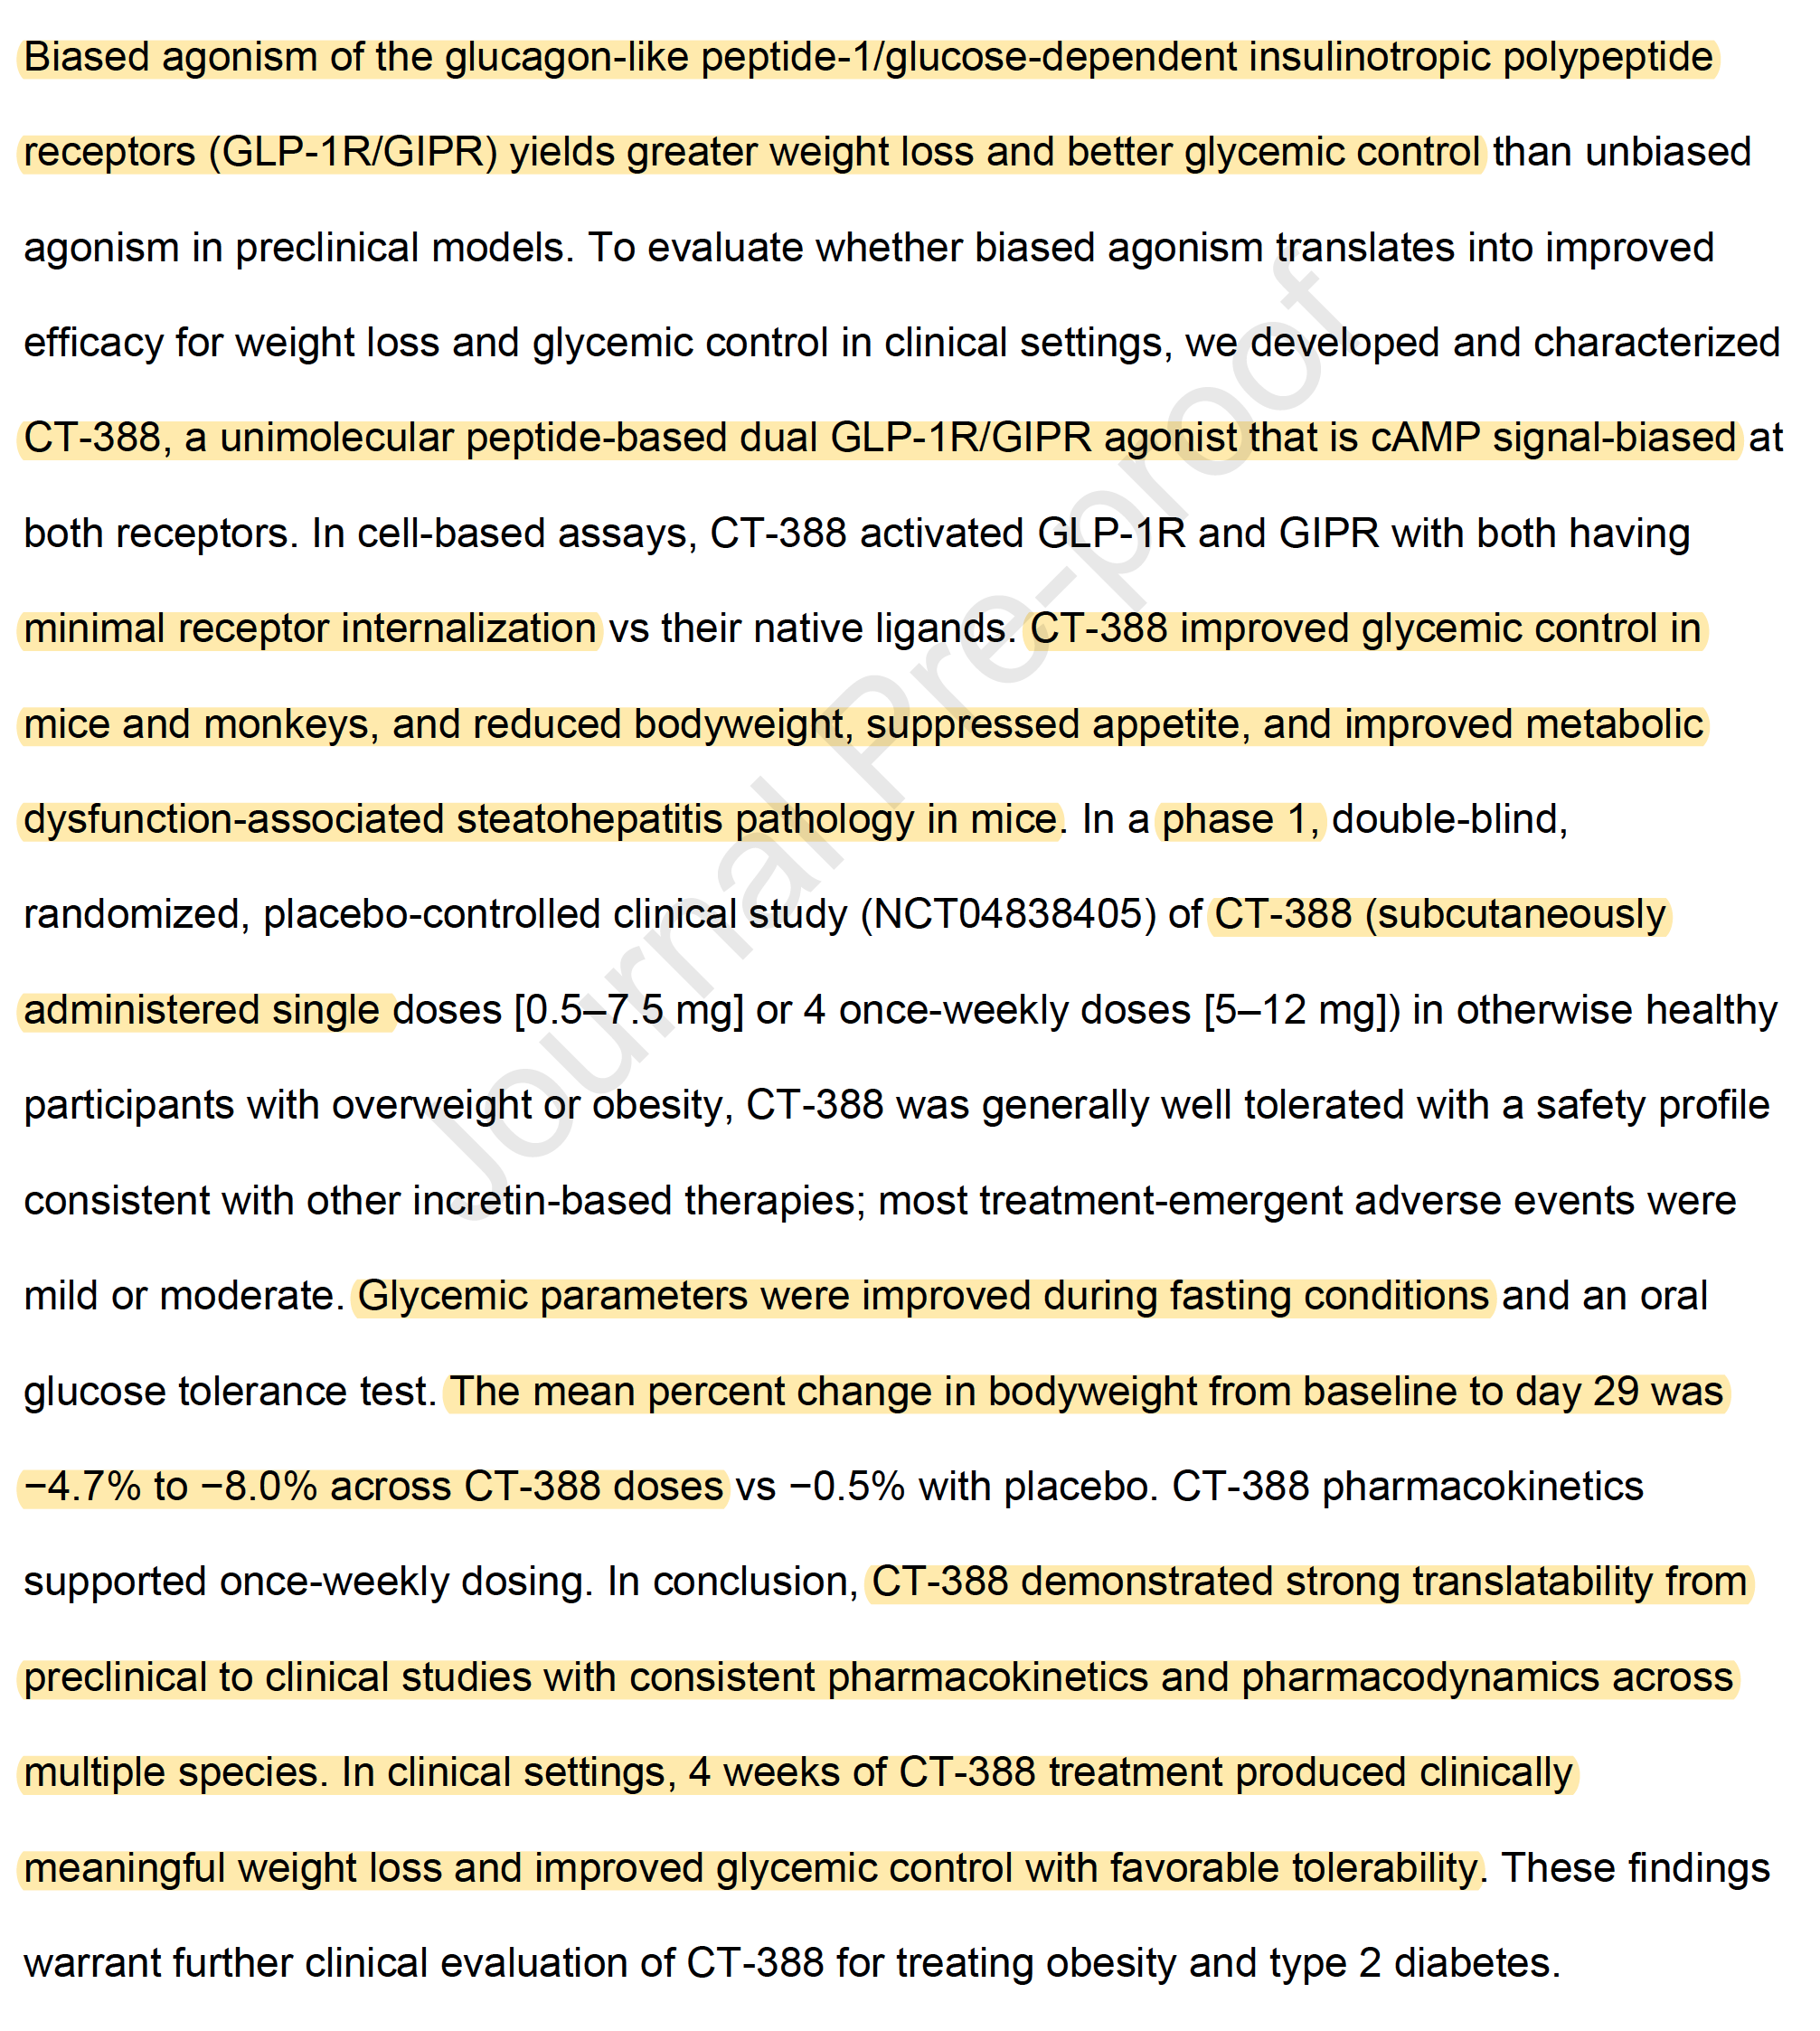 Biased agonism of the glucagon-like peptide-1/glucose-dependent insulinotropic polypeptide
receptors (GLP-1R/GIPR) yields greater weight loss and better glycemic control than unbiased
agonism in preclinical models. To evaluate whether biased agonism translates into improved
efficacy for weight loss and glycemic control in clinical settings, we developed and characterized
CT-388, a unimolecular peptide-based dual GLP-1R/GIPR agonist that is cAMP signal-biased at
both receptors. In cell-based assays, CT-388 activated GLP-1R and GIPR with both having
minimal receptor internalization vs their native ligands. CT-388 improved glycemic control in
mice and monkeys, and reduced bodyweight, suppressed appetite, and improved metabolic
dysfunction-associated steatohepatitis pathology in mice. In a phase 1, double-blind,
randomized, placebo-controlled clinical study (NCT04838405) of CT-388 (subcutaneously
administered single doses [0.5–7.5 mg] or 4 once-weekly doses [5–12 mg]) in otherwise healthy
participants with overweight or obesity, CT-388 was generally well tolerated with a safety profile
consistent with other incretin-based therapies; most treatment-emergent adverse events were
mild or moderate. Glycemic parameters were improved during fasting conditions and an oral
glucose tolerance test. The mean percent change in bodyweight from baseline to day 29 was
−4.7% to −8.0% across CT-388 doses vs −0.5% with placebo. CT-388 pharmacokinetics
supported once-weekly dosing. In conclusion, CT-388 demonstrated strong translatability from
preclinical to clinical studies with consistent pharmacokinetics and pharmacodynamics across
multiple species. In clinical settings, 4 weeks of CT-388 treatment produced clinically
meaningful weight loss and improved glycemic control with favorable tolerability. These findings
warrant further clinical evaluation of CT-388 for treating obesity and type 2 diabetes.
Journal Pre-proof